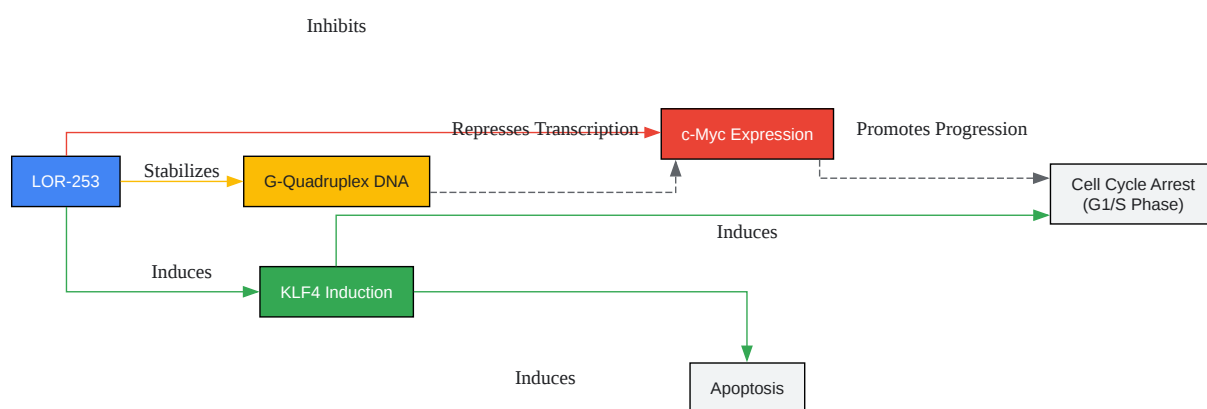 Inhibits
Represses Transcription
c-Myc Expression
Promotes Progression
LOR-253
Stabilizes
G-Quadruplex DNA
Cell Cycle Arrest
(G1/S Phase)
Induces
Induces
KLF4 Induction
Induces
Apoptosis